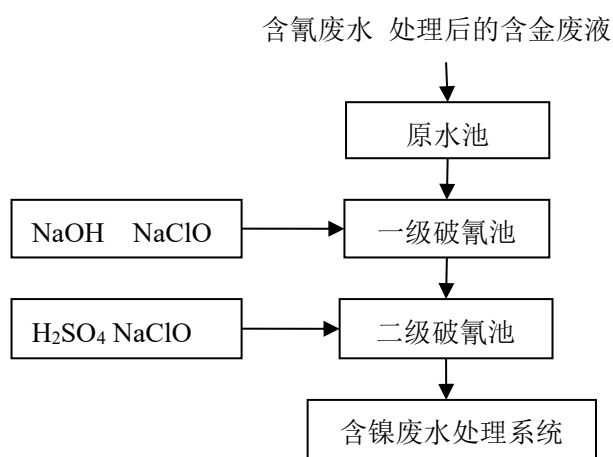 含氰废水 处理后的含金废液
原水池
NaOH NaClO
一级破氰池
H₂SO₄ NaClO
二级破氰池
含镍废水处理系统